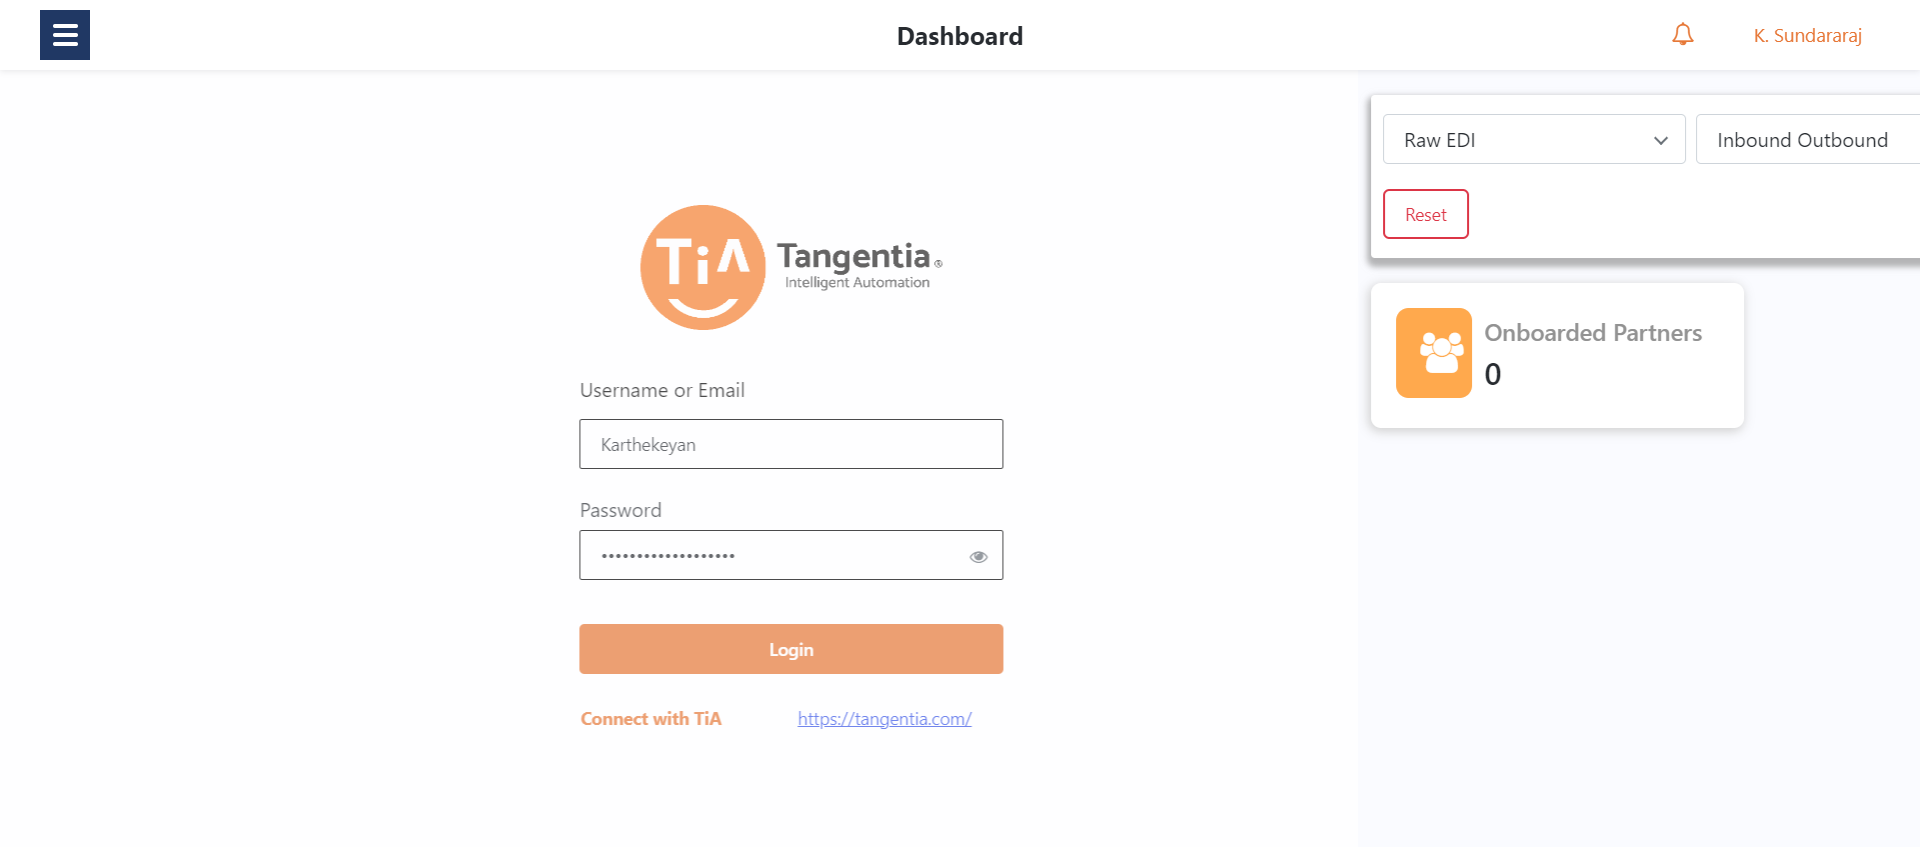 Dashboard
K. Sundararaj
TiA
Tangentia®
Intelligent Automation
Username or Email
Karthekeyan
Password
•••••••••••••••••••
Login
Connect with TiA
https://tangentia.com/
Raw EDI
Inbound Outbound
Reset
Onboarded Partners
0